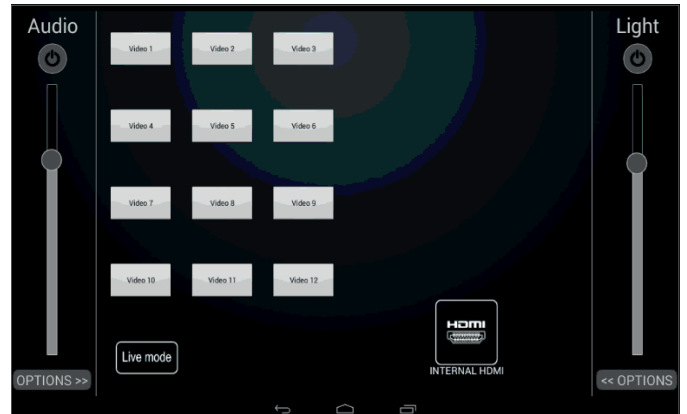 Audio
Light
Video 1
Video 2
Video 3
Video 4
Video 5
Video 6
Video 7
Video 8
Video 9
Video 10
Video 11
Video 12
HDMI
Live mode
INTERNAL HDMI
OPTIONS >>
<< OPTIONS